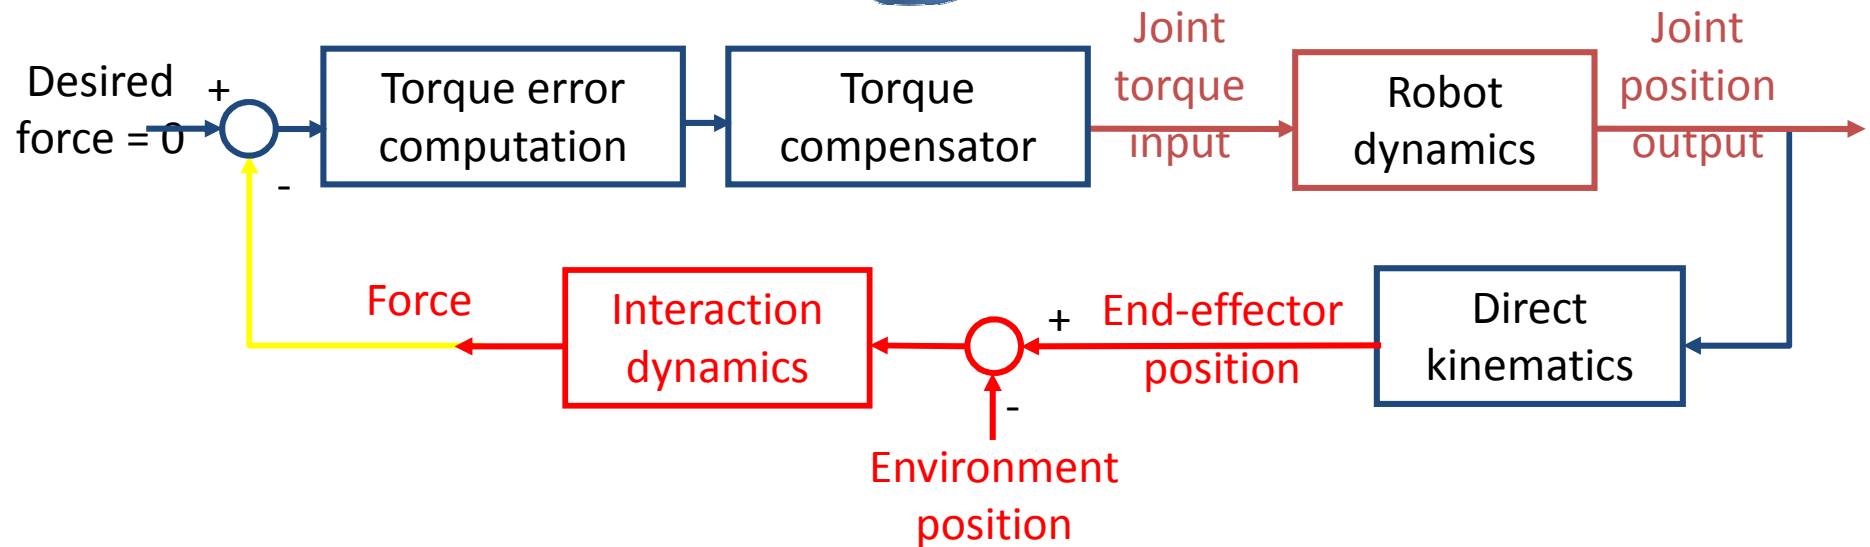 Desired
force = 0
+
-
Torque error
computation
Torque
compensator
Joint
torque
input
Robot
dynamics
Joint
position
output
Force
Interaction
dynamics
+
-
End-effector
position
Direct
kinematics
Environment
position